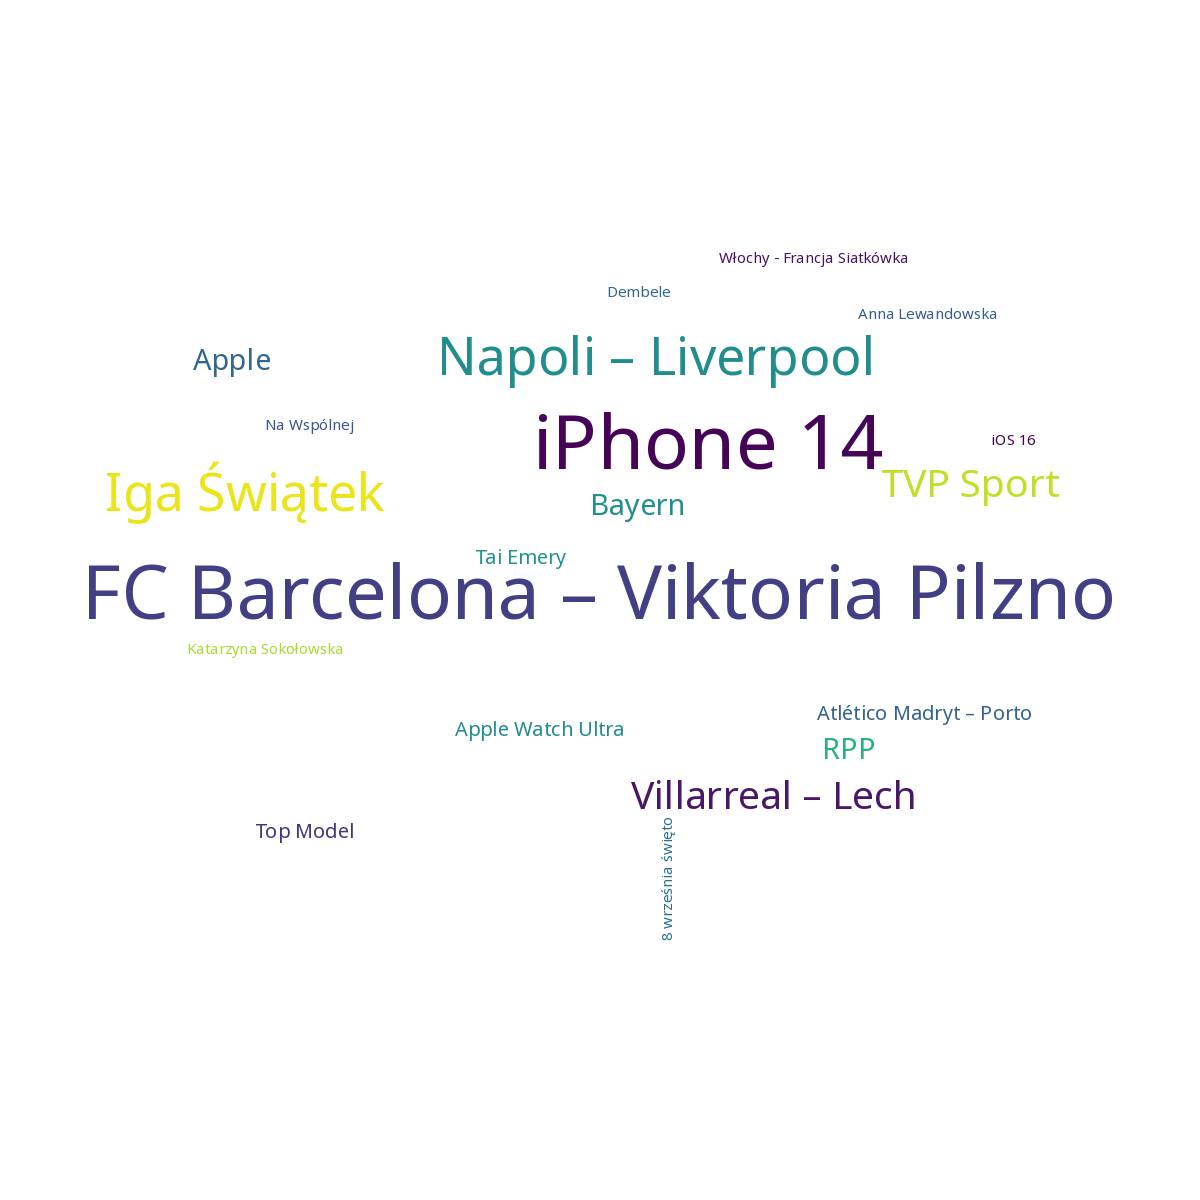 Włochy - Francja Siatkówka
Dembele
Anna Lewandowska
Napoli – Liverpool
Apple
iPhone 14
Na Wspólnej
iOS 16
TVP Sport
Iga Świątek
Bayern
Tai Emery
FC Barcelona – Viktoria Pilzno
Katarzyna Sokołowska
Atlético Madryt – Porto
Apple Watch Ultra
RPP
Villarreal – Lech
Top Model
8 września święto